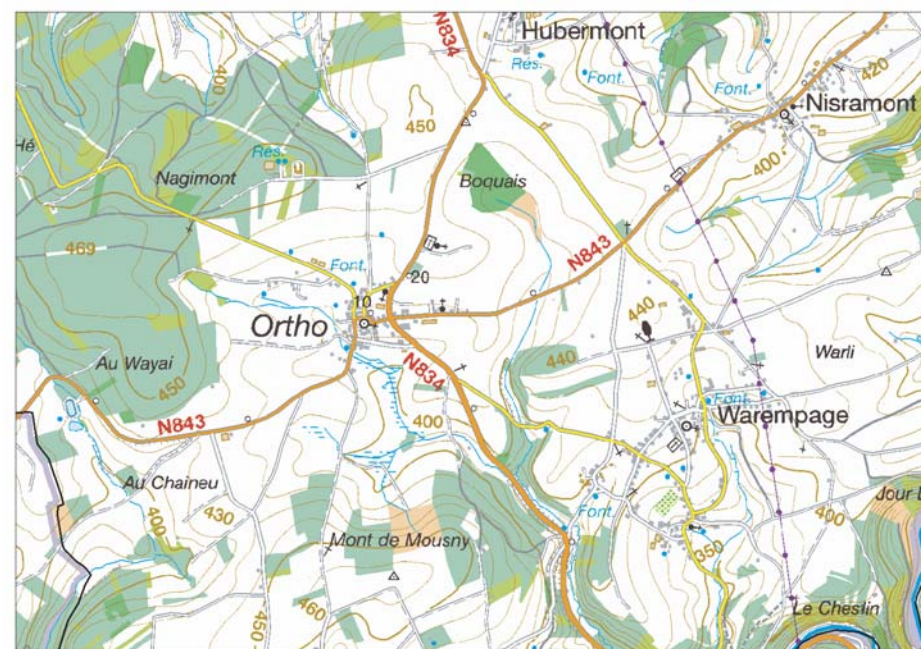 N834
Hubermont
Rés.
Font.
Font.
420
400
Nisramont
450
Hé
Rés.
Nagimont
Boquais
400
469
N843
Font.
20
10
440
Ortho
440
Warli
Au Wayai
450
N834
N843
400
Font.
Warempage
Au Chaineu
430
400
Font.
400
Mont de Mousny
350
450
460
Le Cheslin